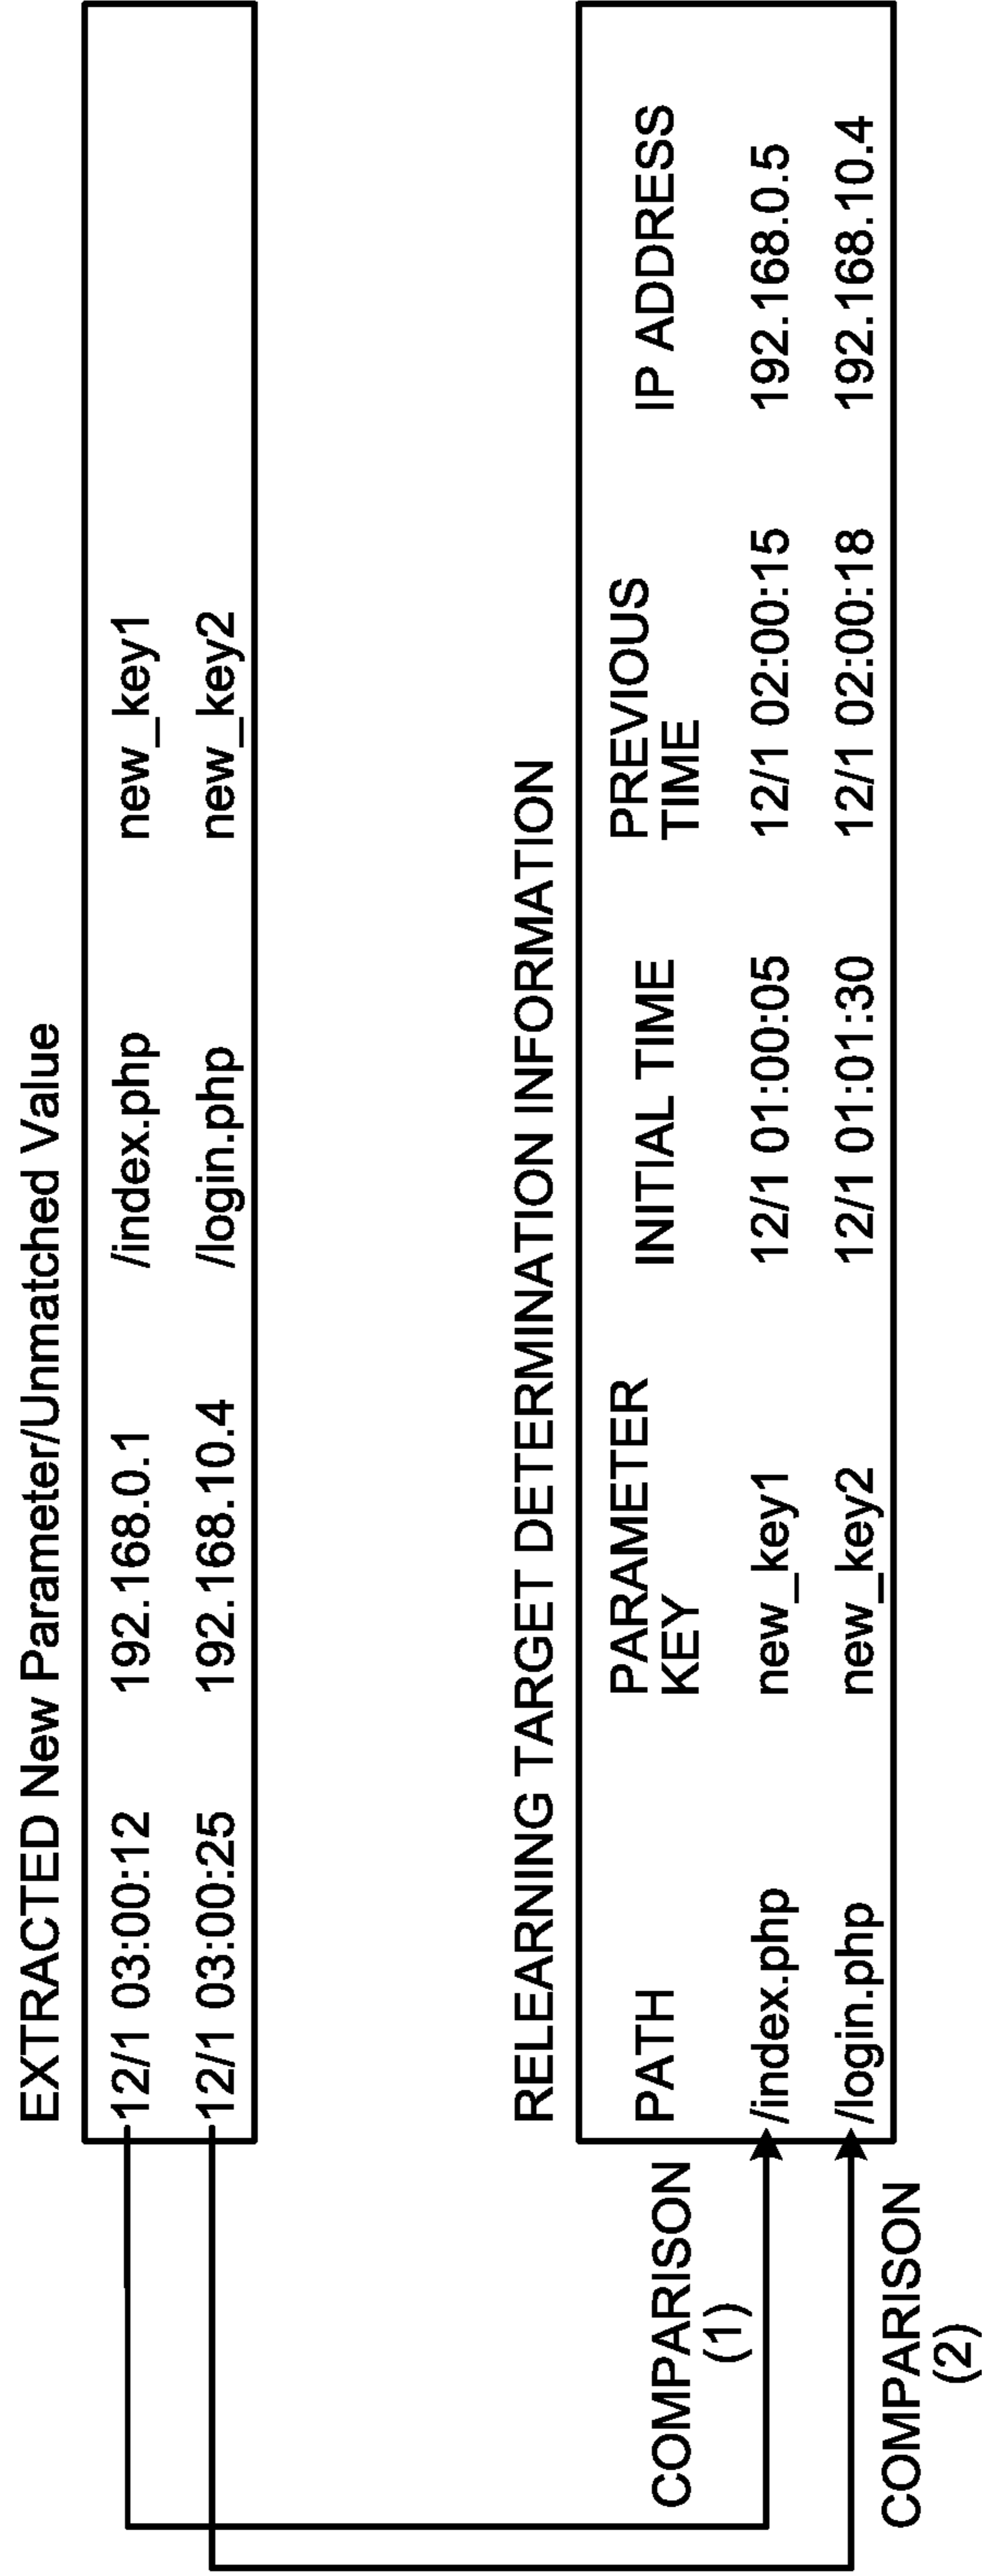 EXTRACTED New Parameter/Unmatched Value
12/1 03:00:12 192.168.0.1 /index.php new_key1
12/1 03:00:25 192.168.10.4 /login.php new_key2
RELEARNING TARGET DETERMINATION INFORMATION
PATH PARAMETER KEY INITIAL TIME PREVIOUS TIME IP ADDRESS
/index.php new_key1 12/1 01:00:05 12/1 02:00:15 192.168.0.5
/login.php new_key2 12/1 01:01:30 12/1 02:00:18 192.168.10.4
COMPARISON
(1)
COMPARISON
(2)